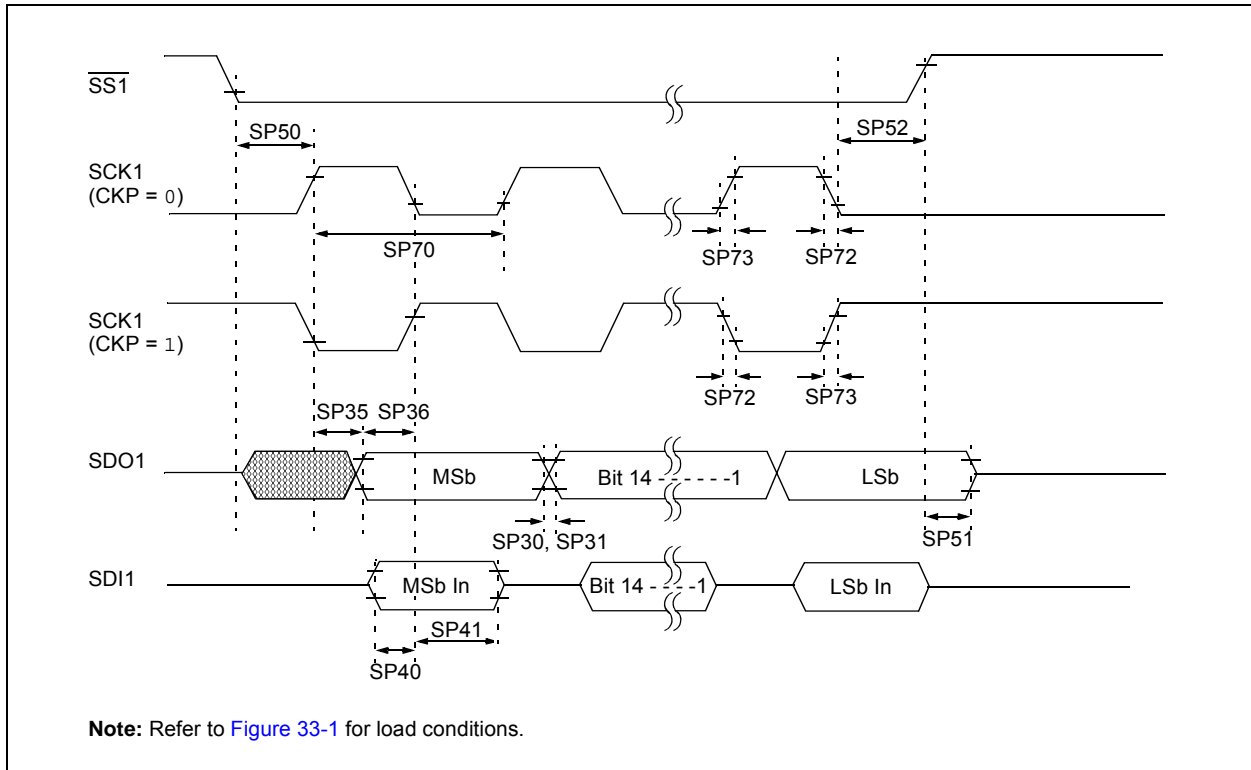 SS1
SP50
SP52
SCK1
(CKP = 0)
SP70
SP73
SP72
SCK1
(CKP = 1)
SP72
SP73
SP35
SP36
SDO1
MSb
Bit 14 - - - - - -1
LSb
SP30, SP31
SP51
SDI1
MSb In
Bit 14 - - - -1
LSb In
SP41
SP40
Note: Refer to Figure 33-1 for load conditions.